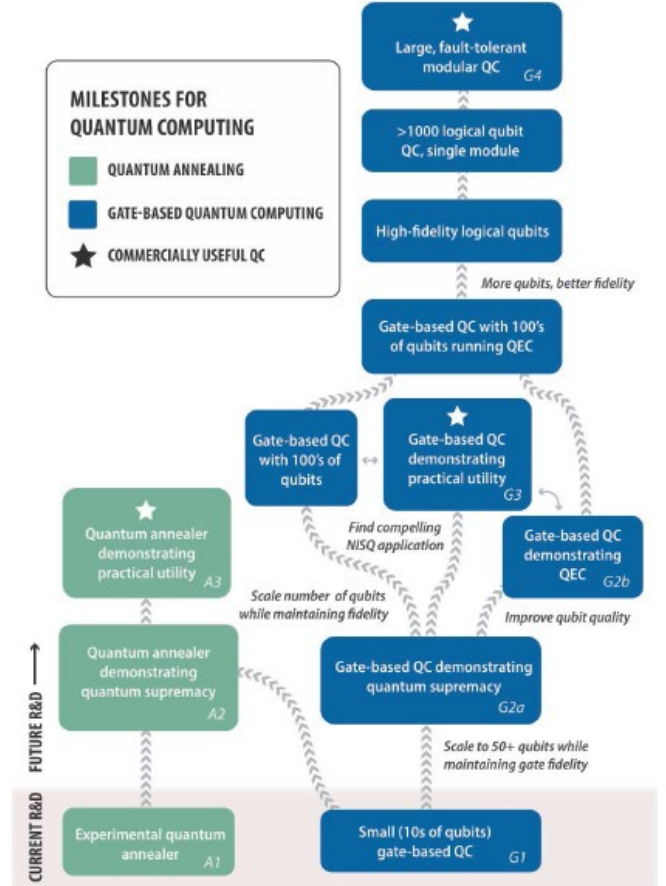 Large, fault-tolerant
modular QC
G4
MILESTONES FOR
QUANTUM COMPUTING
QUANTUM ANNEALING
GATE-BASED QUANTUM COMPUTING
COMMERCIALLY USEFUL QC
>1000 logical qubit
QC, single module
High-fidelity logical qubits
More qubits, better fidelity
Gate-based QC with 100's
of qubits running QEC
Gate-based QC
with 100's of
qubits
Gate-based QC
demonstrating
practical utility
G3
Quantum annealer
demonstrating
practical utility
A3
Find compelling
NISQ application
Gate-based QC
demonstrating
QEC
G2b
Scale number of qubits
while maintaining fidelity
Improve qubit quality
Quantum annealer
demonstrating
quantum supremacy
A2
Gate-based QC demonstrating
quantum supremacy
G2a
FUTURE R&D
Scale to 50+ qubits while
maintaining gate fidelity
CURRENT R&D
Experimental quantum
annealer
A1
Small (10s of qubits)
gate-based QC
G1